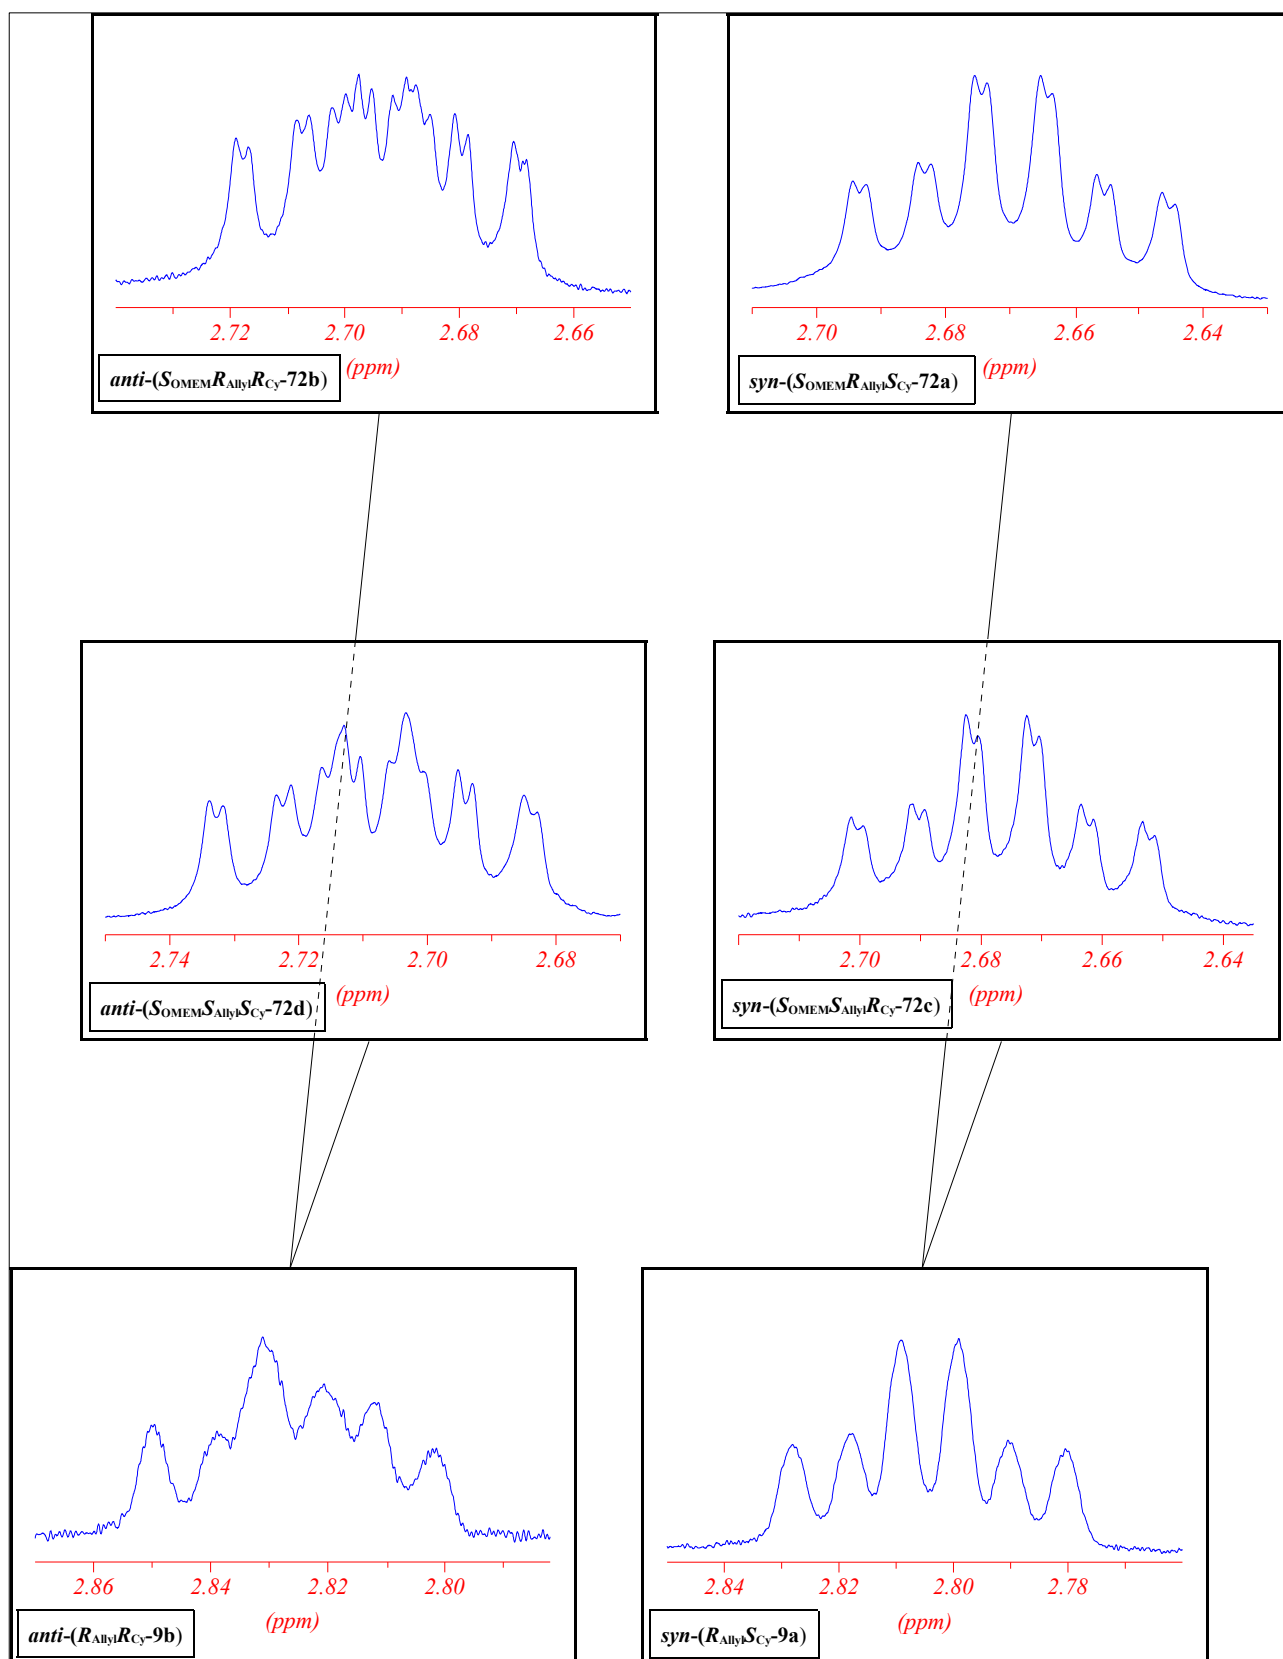 2.72 2.70 2.68 2.66
(ppm)
anti-(SOMEMRAllylRCy-72b)
2.70 2.68 2.66 2.64
(ppm)
syn-(SOMEMRAllylSCy-72a)
2.74 2.72 2.70 2.68
(ppm)
anti-(SOMEMSAllylSCy-72d)
2.70 2.68 2.66 2.64
(ppm)
syn-(SOMEMSAllylRCy-72c)
2.86 2.84 2.82 2.80
(ppm)
anti-(RAllylRCy-9b)
2.84 2.82 2.80 2.78
(ppm)
syn-(RAllylSCy-9a)